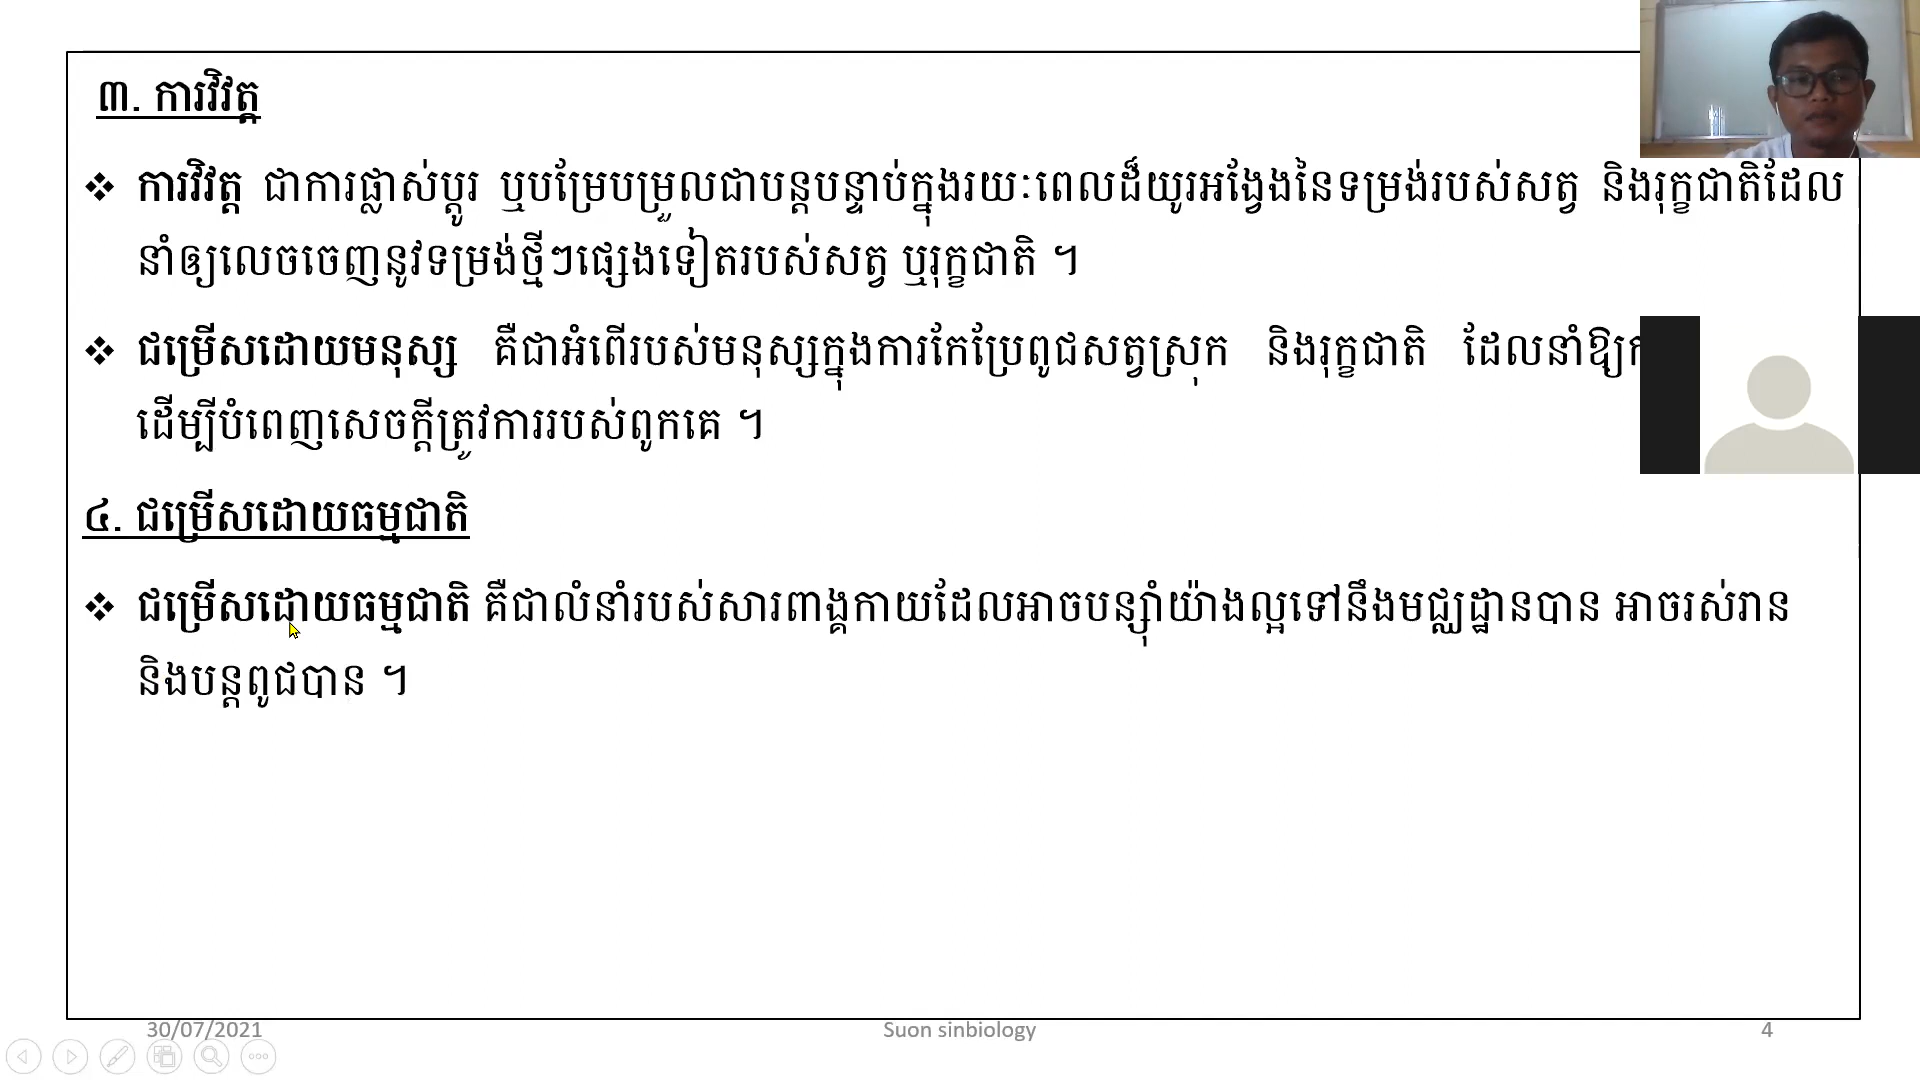 ៣. ការវិវត្ត
❖ ការវិវត្ត ជាការផ្លាស់ប្តូរ ឬបម្រែបម្រួលជាបន្តបន្ទាប់ក្នុងរយៈពេលដ៏យូរអង្វែងនៃទម្រង់របស់សត្វ និងរុក្ខជាតិដែល
នាំឲ្យលេចចេញនូវទម្រង់ថ្មីៗផ្សេងទៀតរបស់សត្វ ឬរុក្ខជាតិ ។
❖ ជម្រើសដោយមនុស្ស គឺជាអំពើរបស់មនុស្សក្នុងការកែប្រែពូជសត្វស្រុក និងរុក្ខជាតិ ដែលនាំឱ្យ
ដើម្បីបំពេញសេចក្តីត្រូវការរបស់ពួកគេ ។
៤. ជម្រើសដោយធម្មជាតិ
❖ ជម្រើសដោយធម្មជាតិ គឺជាលំនាំរបស់សារពាង្គកាយដែលអាចបន្ស៊ាំយ៉ាងល្អទៅនឹងមជ្ឈដ្ឋានបាន អាចរស់រាន
និងបន្តពូជបាន ។
30/07/2021 Suon sinbiology 4